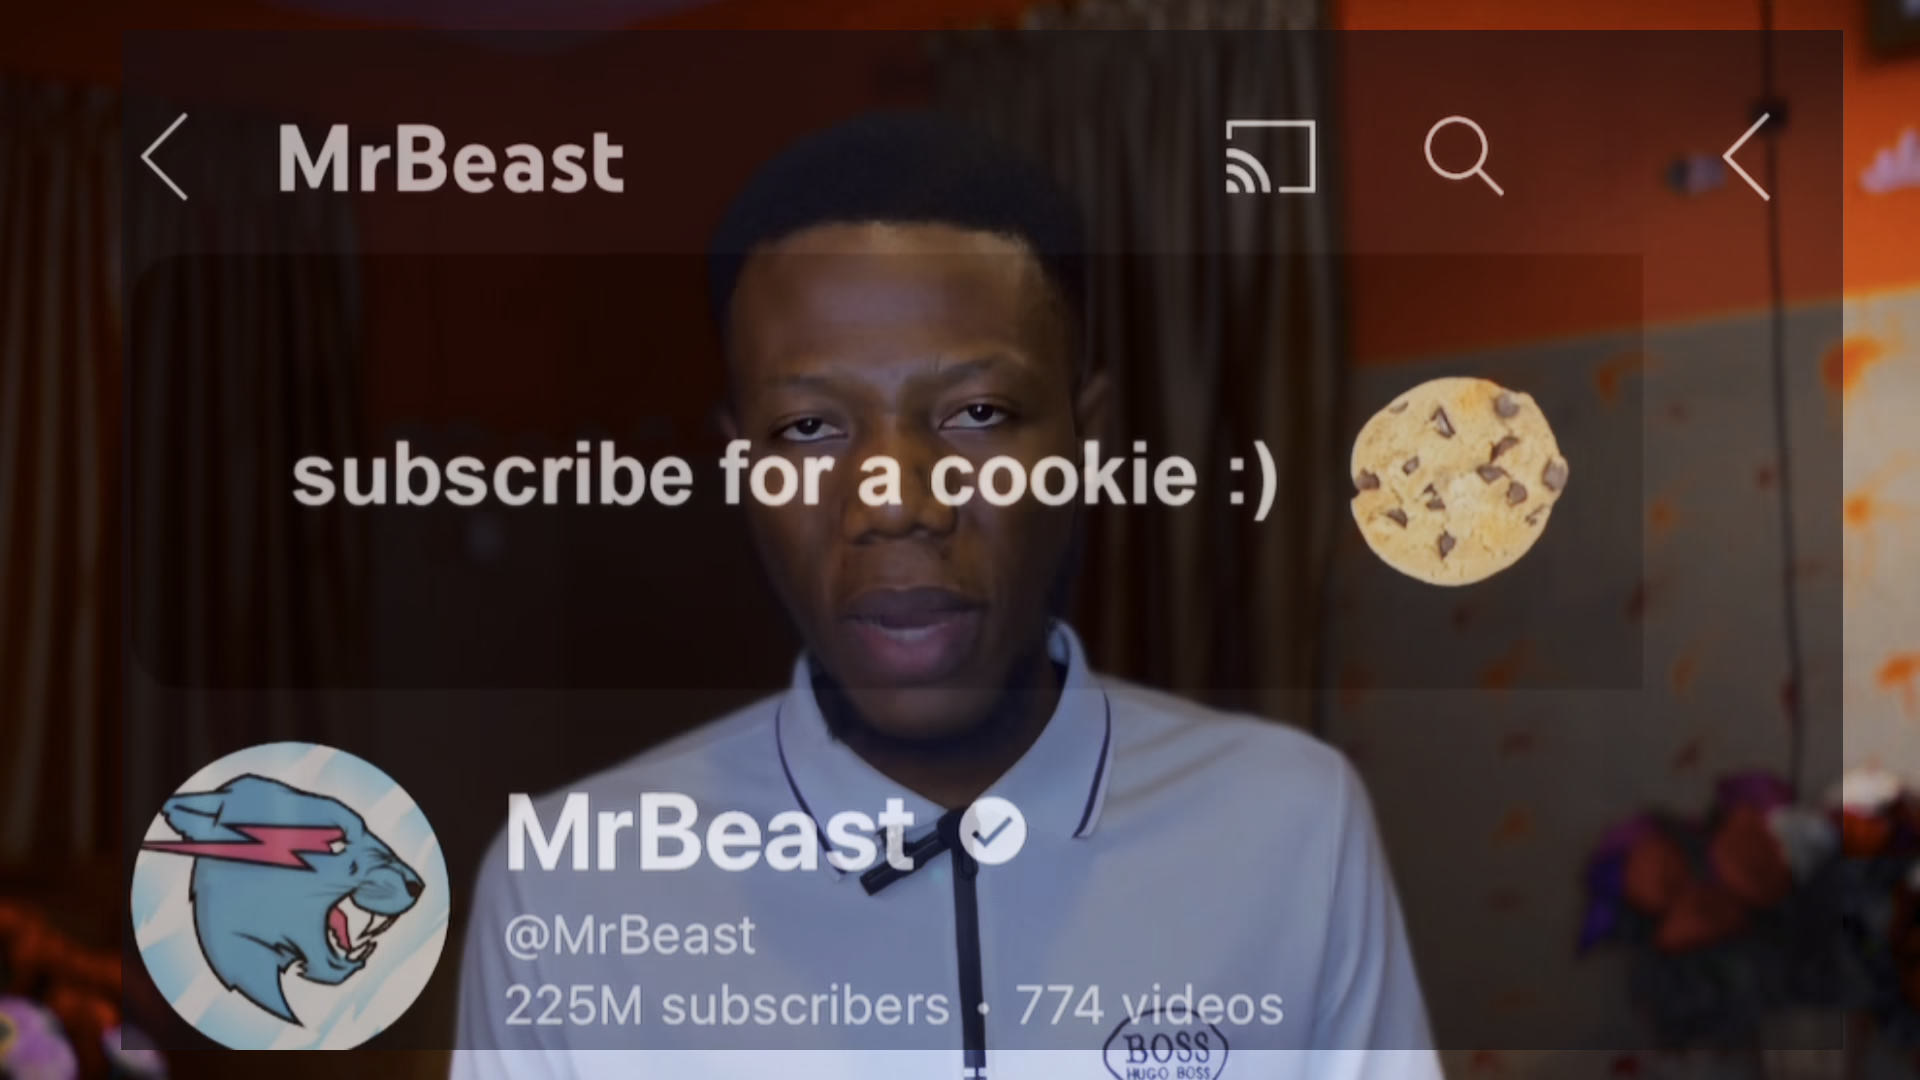 MrBeast
subscribe for a cookie :)
MrBeast
@MrBeast
225M subscribers • 774 videos
BOSS
HUGO BOSS